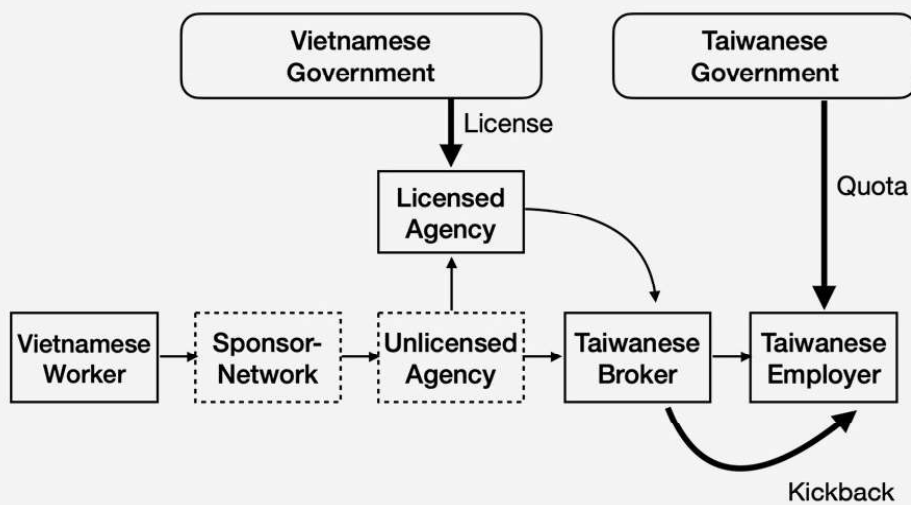 Vietnamese
Government
Taiwanese
Government
License
Licensed
Agency
Quota
Vietnamese
Worker
Sponsor-
Network
Unlicensed
Agency
Taiwanese
Broker
Taiwanese
Employer
Kickback